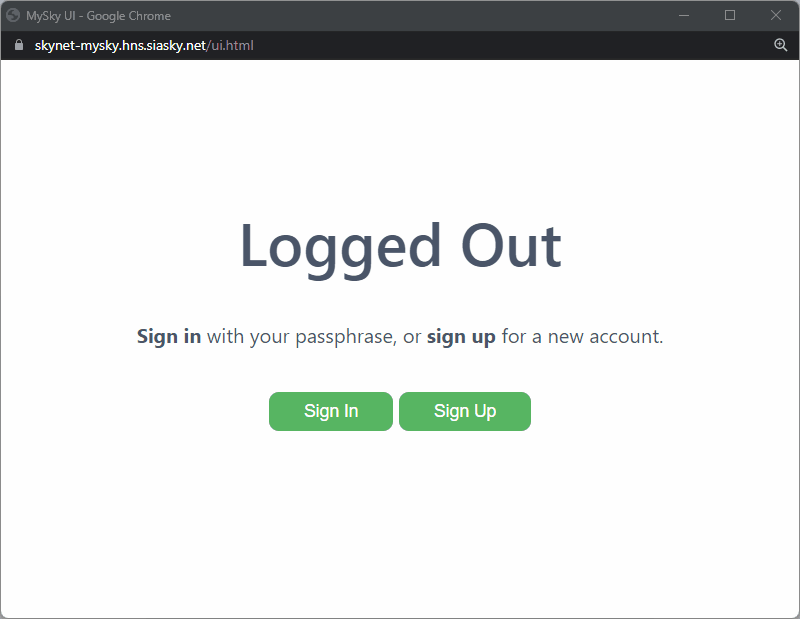 MySky UI - Google Chrome
skynet-mysky.hns.siasky.net/ui.html
Logged Out
Sign in with your passphrase, or sign up for a new account.
Sign In Sign Up